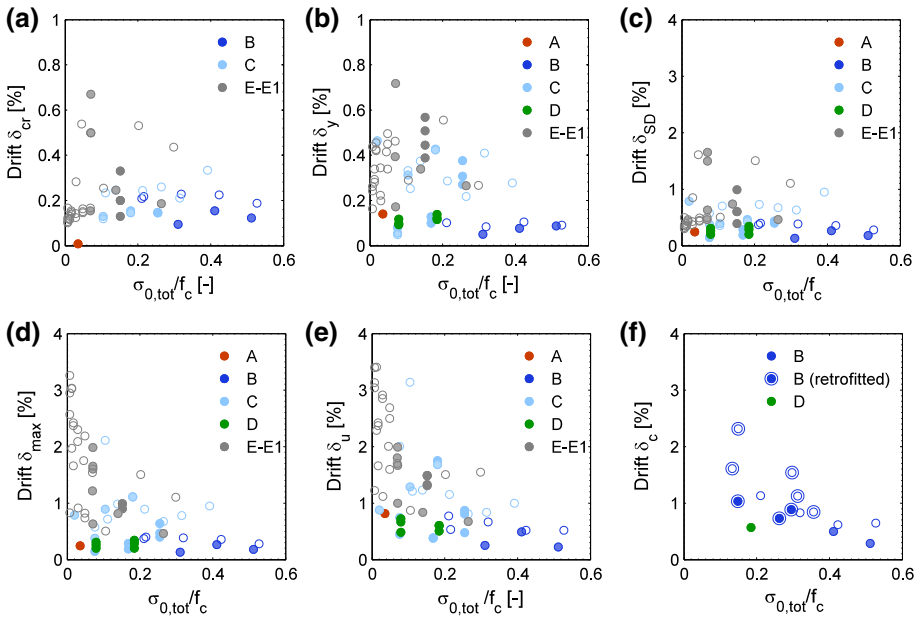 (a)
1
0.8
0.6
0.4
0.2
0
0 0.2 0.4 0.6
Drift δcr [%]
σ0,tot/fc [-]
B
C
E-E1
(b)
1
0.8
0.6
0.4
0.2
0
0 0.2 0.4 0.6
Drift δy [%]
σ0,tot/fc [-]
A
B
C
D
E-E1
(c)
4
3
2
1
0
0 0.2 0.4 0.6
Drift δSD [%]
σ0,tot/fc
A
B
C
D
E-E1
(d)
4
3
2
1
0
0 0.2 0.4 0.6
Drift δmax [%]
σ0,tot/fc
A
B
C
D
E-E1
(e)
4
3
2
1
0
0 0.2 0.4 0.6
Drift δu [%]
σ0,tot /fc [-]
A
B
C
D
E-E1
(f)
4
3
2
1
0
0 0.2 0.4 0.6
Drift δc [%]
σ0,tot/fc
B
B (retrofitted)
D